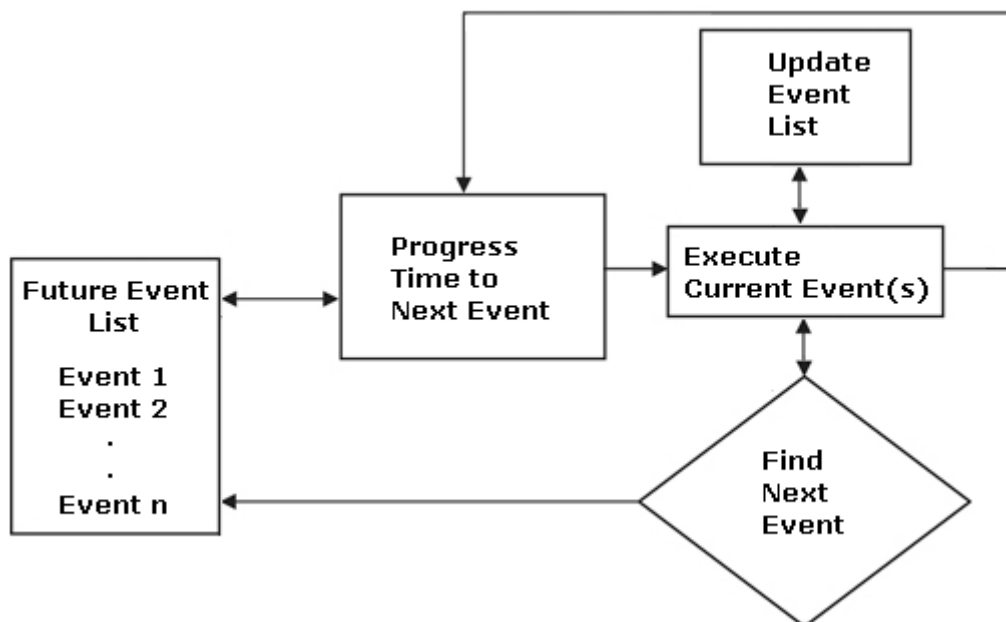 Update
Event
List
Progress
Time to
Next Event
Execute
Current Event(s)
Future Event
List
Event 1
Event 2
.
.
Event n
Find
Next
Event